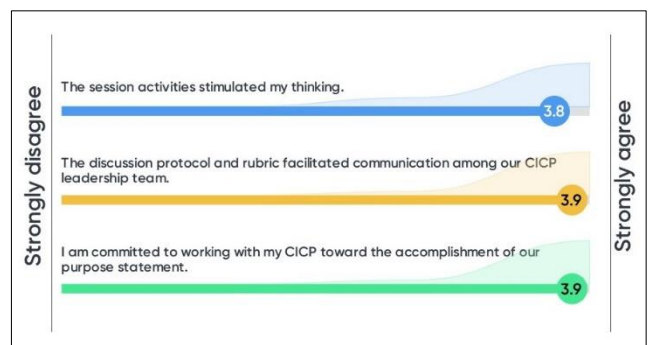 Strongly disagree
The session activities stimulated my thinking.
3.8
The discussion protocol and rubric facilitated communication among our CICP
leadership team.
3.9
I am committed to working with my CICP toward the accomplishment of our
purpose statement.
3.9
Strongly agree